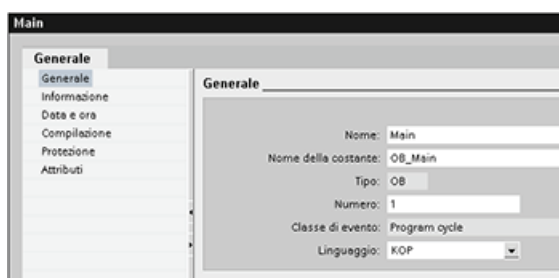 Main
Generale
Generale
Informazione
Data e ora
Compilazione
Protezione
Attributi
Generale
Nome: Main
Nome della costante: OB_Main
Tipo: OB
Numero: 1
Classe di evento: Program cycle
Linguaggio: KOP